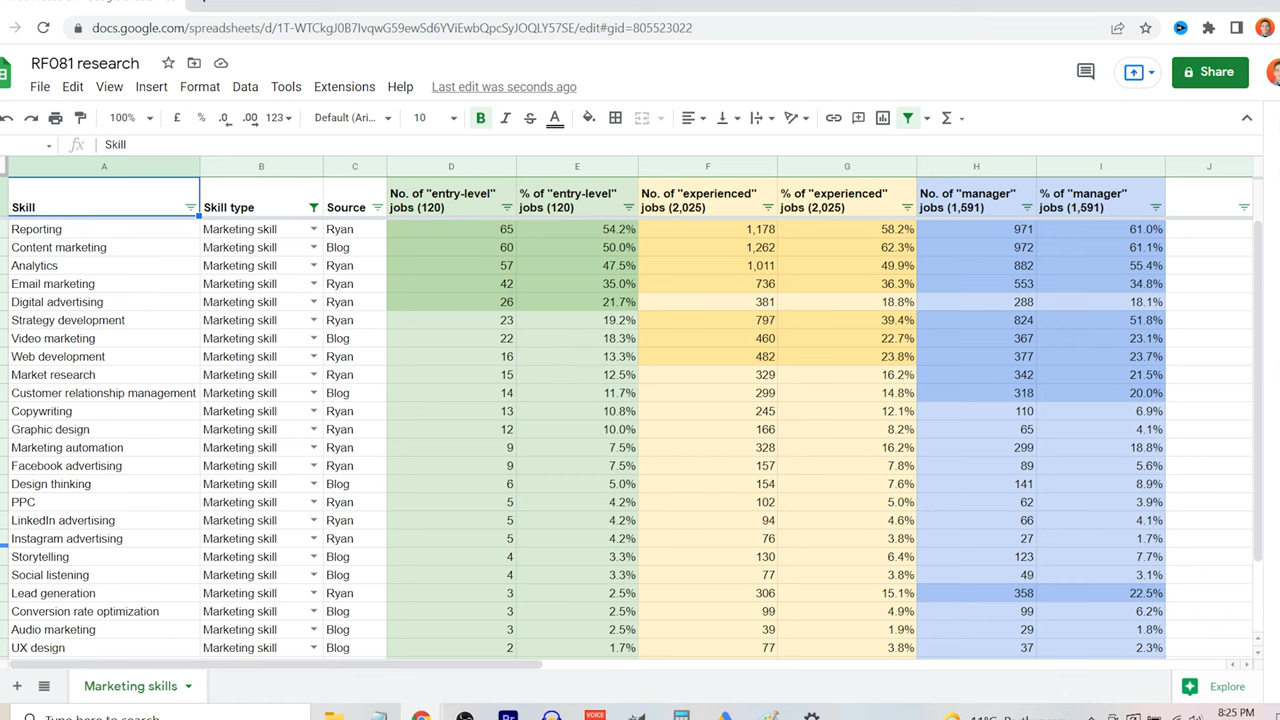 docs.google.com/spreadsheets/d/1T-WTCkgJ0B7IvqwG59ewSd6YViEwbQpcSyJOQLY57SE/edit#gid=805523022
RF081 research
File Edit View Insert Format Data Tools Extensions Help Last edit was seconds ago
Share
100% £ % .0 .00 123 Default (Ari... 10 B I S A Σ
fx Skill
A B C D E F G H I J
Skill Skill type Source No. of "entry-level" jobs (120) % of "entry-level" jobs (120) No. of "experienced" jobs (2,025) % of "experienced" jobs (2,025) No. of "manager" jobs (1,591) % of "manager" jobs (1,591)
Reporting Marketing skill Ryan 65 54.2% 1,178 58.2% 971 61.0%
Content marketing Marketing skill Blog 60 50.0% 1,262 62.3% 972 61.1%
Analytics Marketing skill Ryan 57 47.5% 1,011 49.9% 882 55.4%
Email marketing Marketing skill Ryan 42 35.0% 736 36.3% 553 34.8%
Digital advertising Marketing skill Ryan 26 21.7% 381 18.8% 288 18.1%
Strategy development Marketing skill Ryan 23 19.2% 797 39.4% 824 51.8%
Video marketing Marketing skill Blog 22 18.3% 460 22.7% 367 23.1%
Web development Marketing skill Ryan 16 13.3% 482 23.8% 377 23.7%
Market research Marketing skill Ryan 15 12.5% 329 16.2% 342 21.5%
Customer relationship management Marketing skill Blog 14 11.7% 299 14.8% 318 20.0%
Copywriting Marketing skill Ryan 13 10.8% 245 12.1% 110 6.9%
Graphic design Marketing skill Ryan 12 10.0% 166 8.2% 65 4.1%
Marketing automation Marketing skill Ryan 9 7.5% 328 16.2% 299 18.8%
Facebook advertising Marketing skill Ryan 9 7.5% 157 7.8% 89 5.6%
Design thinking Marketing skill Blog 6 5.0% 154 7.6% 141 8.9%
PPC Marketing skill Ryan 5 4.2% 102 5.0% 62 3.9%
LinkedIn advertising Marketing skill Ryan 5 4.2% 94 4.6% 66 4.1%
Instagram advertising Marketing skill Ryan 5 4.2% 76 3.8% 27 1.7%
Storytelling Marketing skill Blog 4 3.3% 130 6.4% 123 7.7%
Social listening Marketing skill Blog 4 3.3% 77 3.8% 49 3.1%
Lead generation Marketing skill Ryan 3 2.5% 306 15.1% 358 22.5%
Conversion rate optimization Marketing skill Blog 3 2.5% 99 4.9% 99 6.2%
Audio marketing Marketing skill Blog 3 2.5% 39 1.9% 29 1.8%
UX design Marketing skill Blog 2 1.7% 77 3.8% 37 2.3%
Marketing skills Explore
Type here to search Pr VOICE 8:25 PM